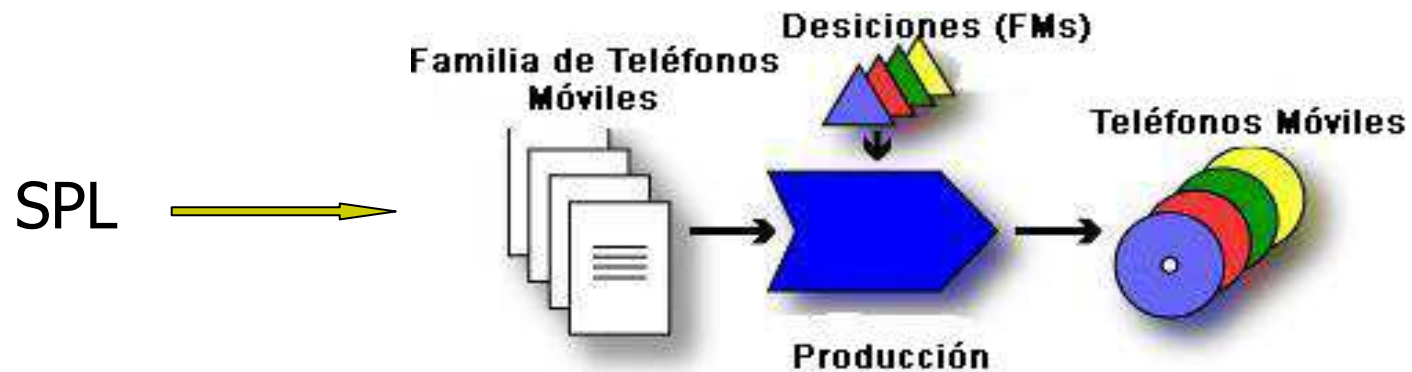 Desiciones (FMs)
Familia de Teléfonos
Móviles
Teléfonos Móviles
SPL
Producción